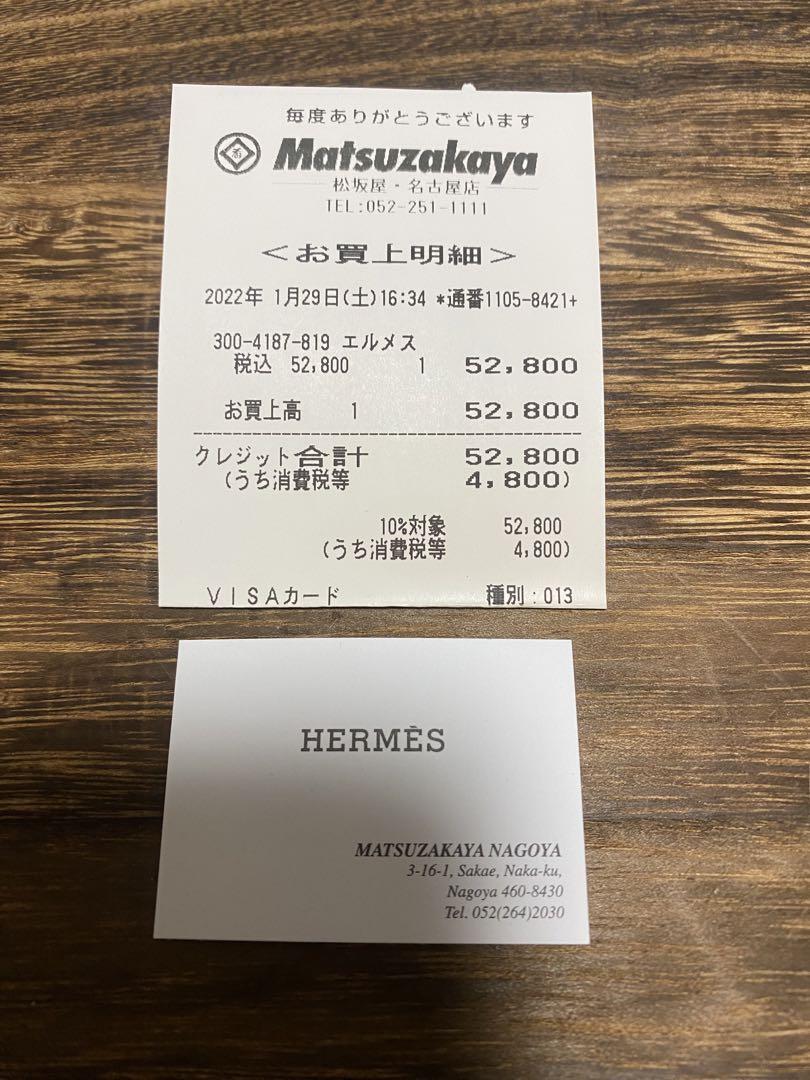 毎度ありがとうございます
Matsuzakaya
松坂屋・名古屋店
TEL:052-251-1111
<お買上明細>
2022年 1月29日(土)16:34 *通番1105-8421+
300-4187-819 エルメス
税込 52,800 1 52,800
お買上高 1 52,800
クレジット合計 52,800
(うち消費税等 4,800)
10%対象 52,800
(うち消費税等 4,800)
VISAカード 種別:013
HERMÈS
MATSUZAKAYA NAGOYA
3-16-1, Sakae, Naka-ku,
Nagoya 460-8430
Tel. 052(264)2030